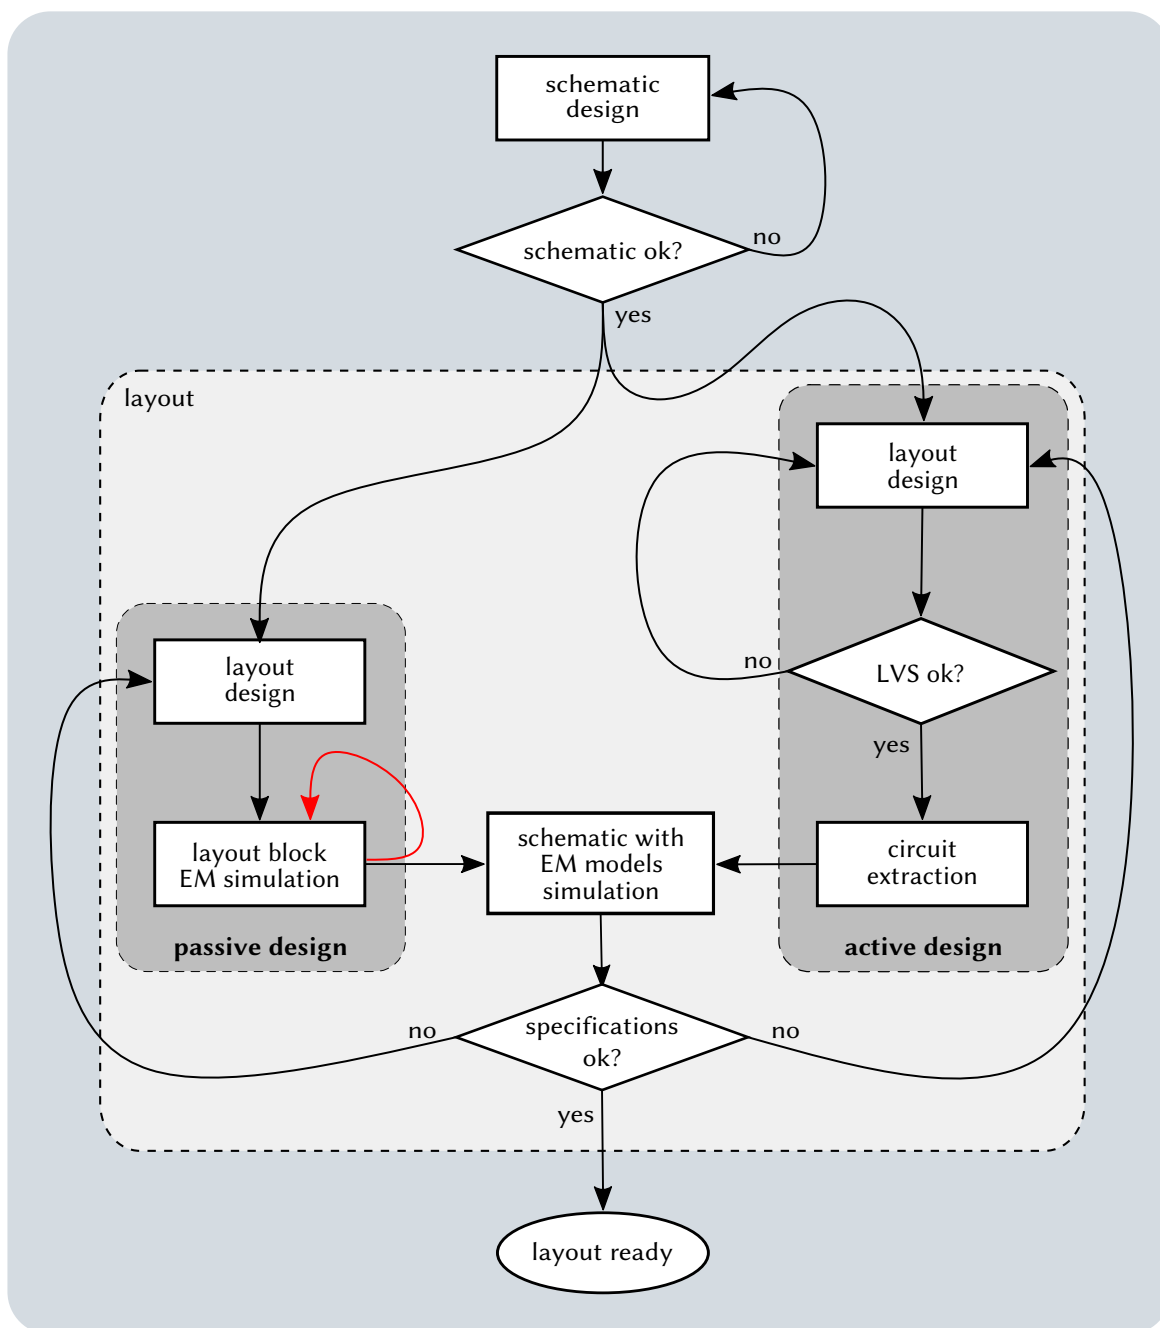 schematic
design
schematic ok?
no
yes
layout
layout
design
no
LVS ok?
yes
layout
design
layout block
EM simulation
passive design
schematic with
EM models
simulation
circuit
extraction
active design
no
specifications
ok?
no
yes
layout ready